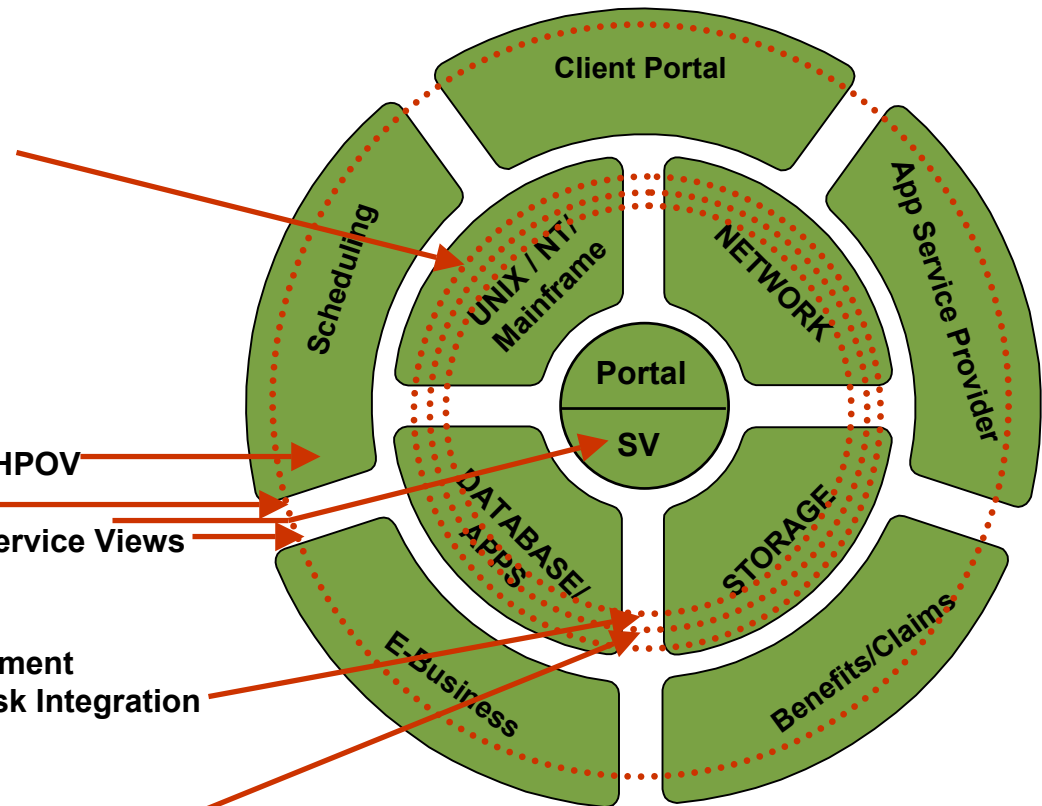 Client Portal
App Service Provider
Scheduling
UNIX / NT/
Mainframe
NETWORK
Portal
SV
HPOV
ervice Views
DATABASE/
APPS
STORAGE
ment
sk Integration
E-Business
Benefits/Claims